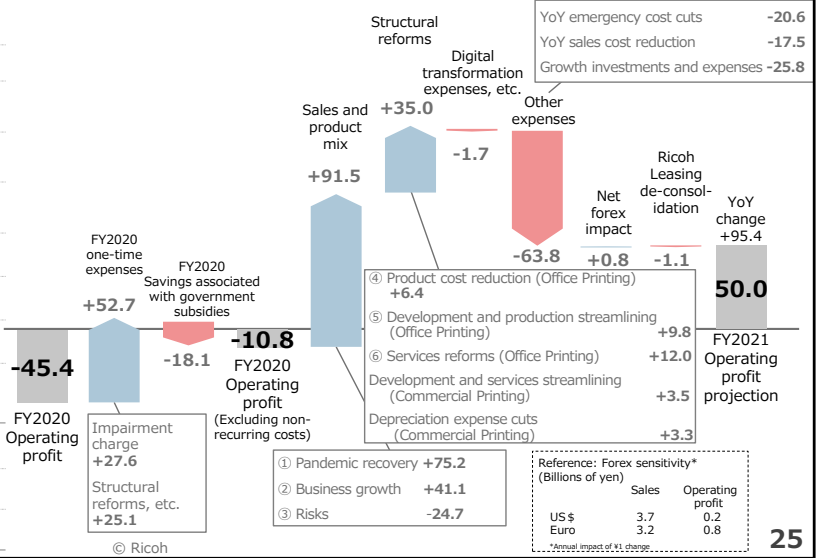 YoY emergency cost cuts -20.6
YoY sales cost reduction -17.5
Growth investments and expenses -25.8
Structural
reforms
+35.0
Digital
transformation
expenses, etc.
-1.7
Other
expenses
-63.8
Sales and
product
mix
+91.5
Net
forex
impact
+0.8
Ricoh
Leasing
de-consol-
idation
-1.1
YoY
change
+95.4
50.0
FY2021
Operating
profit
projection
FY2020
one-time
expenses
+52.7
FY2020
Savings associated
with government
subsidies
-18.1
-45.4
FY2020
Operating
profit
-10.8
FY2020
Operating
profit
(Excluding non-
recurring costs)
④ Product cost reduction (Office Printing)
+6.4
⑤ Development and production streamlining
(Office Printing) +9.8
⑥ Services reforms (Office Printing) +12.0
Development and services streamlining
(Commercial Printing) +3.5
Depreciation expense cuts
(Commercial Printing) +3.3
Impairment
charge
+27.6
Structural
reforms, etc.
+25.1
① Pandemic recovery +75.2
② Business growth +41.1
③ Risks -24.7
Reference: Forex sensitivity*
(Billions of yen)
Sales Operating
profit
US$ 3.7 0.2
Euro 3.2 0.8
*Annual impact of ¥1 change
© Ricoh
25